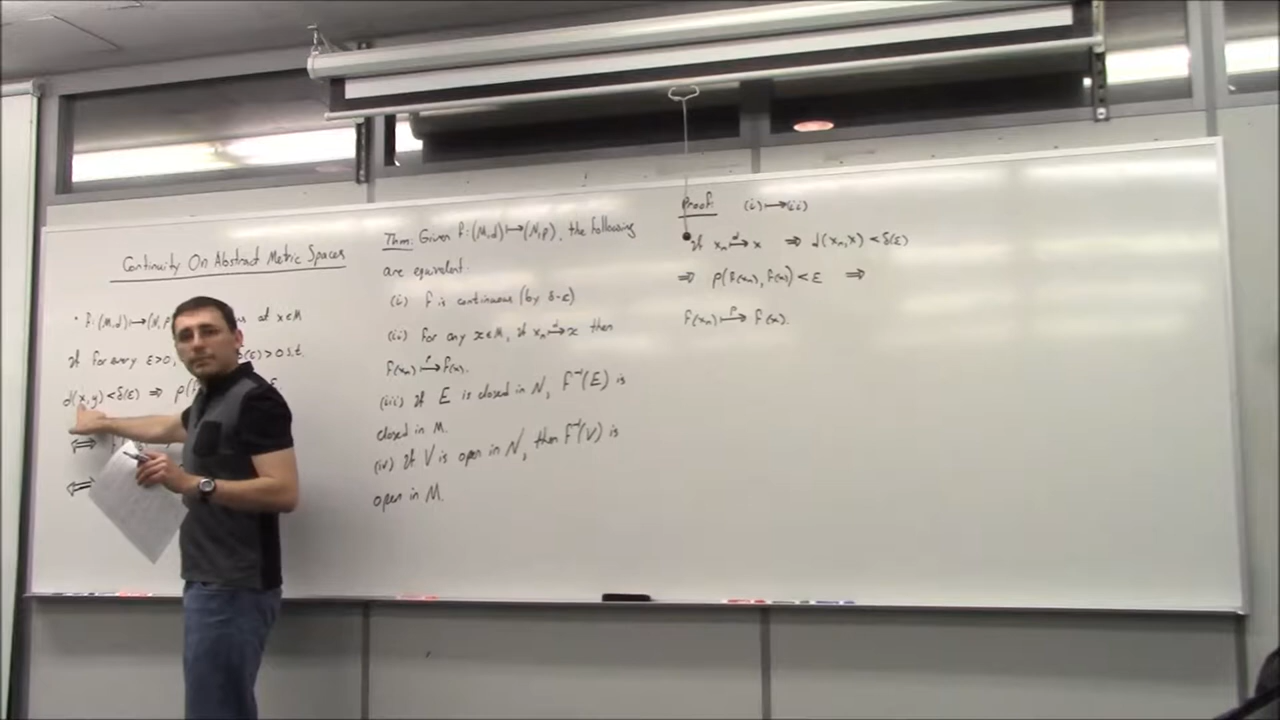 Continuity On Abstract Metric Spaces
• f: (M,d) ↦ (N,ρ at x∈M
if for every ε>0, δ(ε)>0 s.t.
d(x,y) < δ(ε) ⇒ ρ(f ε.
⟺
⟺
Thm: Given f: (M,d) ↦ (N,ρ), the following
are equivalent:
(i) f is continuous (by δ-ε)
(ii) For any x∈M, if xₙ →ᵈ x then
f(xₙ) →ᵖ f(x).
(iii) If E is closed in N, f⁻¹(E) is
closed in M.
(iv) If V is open in N, then f⁻¹(V) is
open in M.
Proof: (i) ↦ (ii)
If xₙ →ᵈ x ⇒ d(xₙ,x) < δ(ε)
⇒ ρ(f(xₙ), f(x)) < ε ⇒
f(xₙ) →ᵖ f(x).